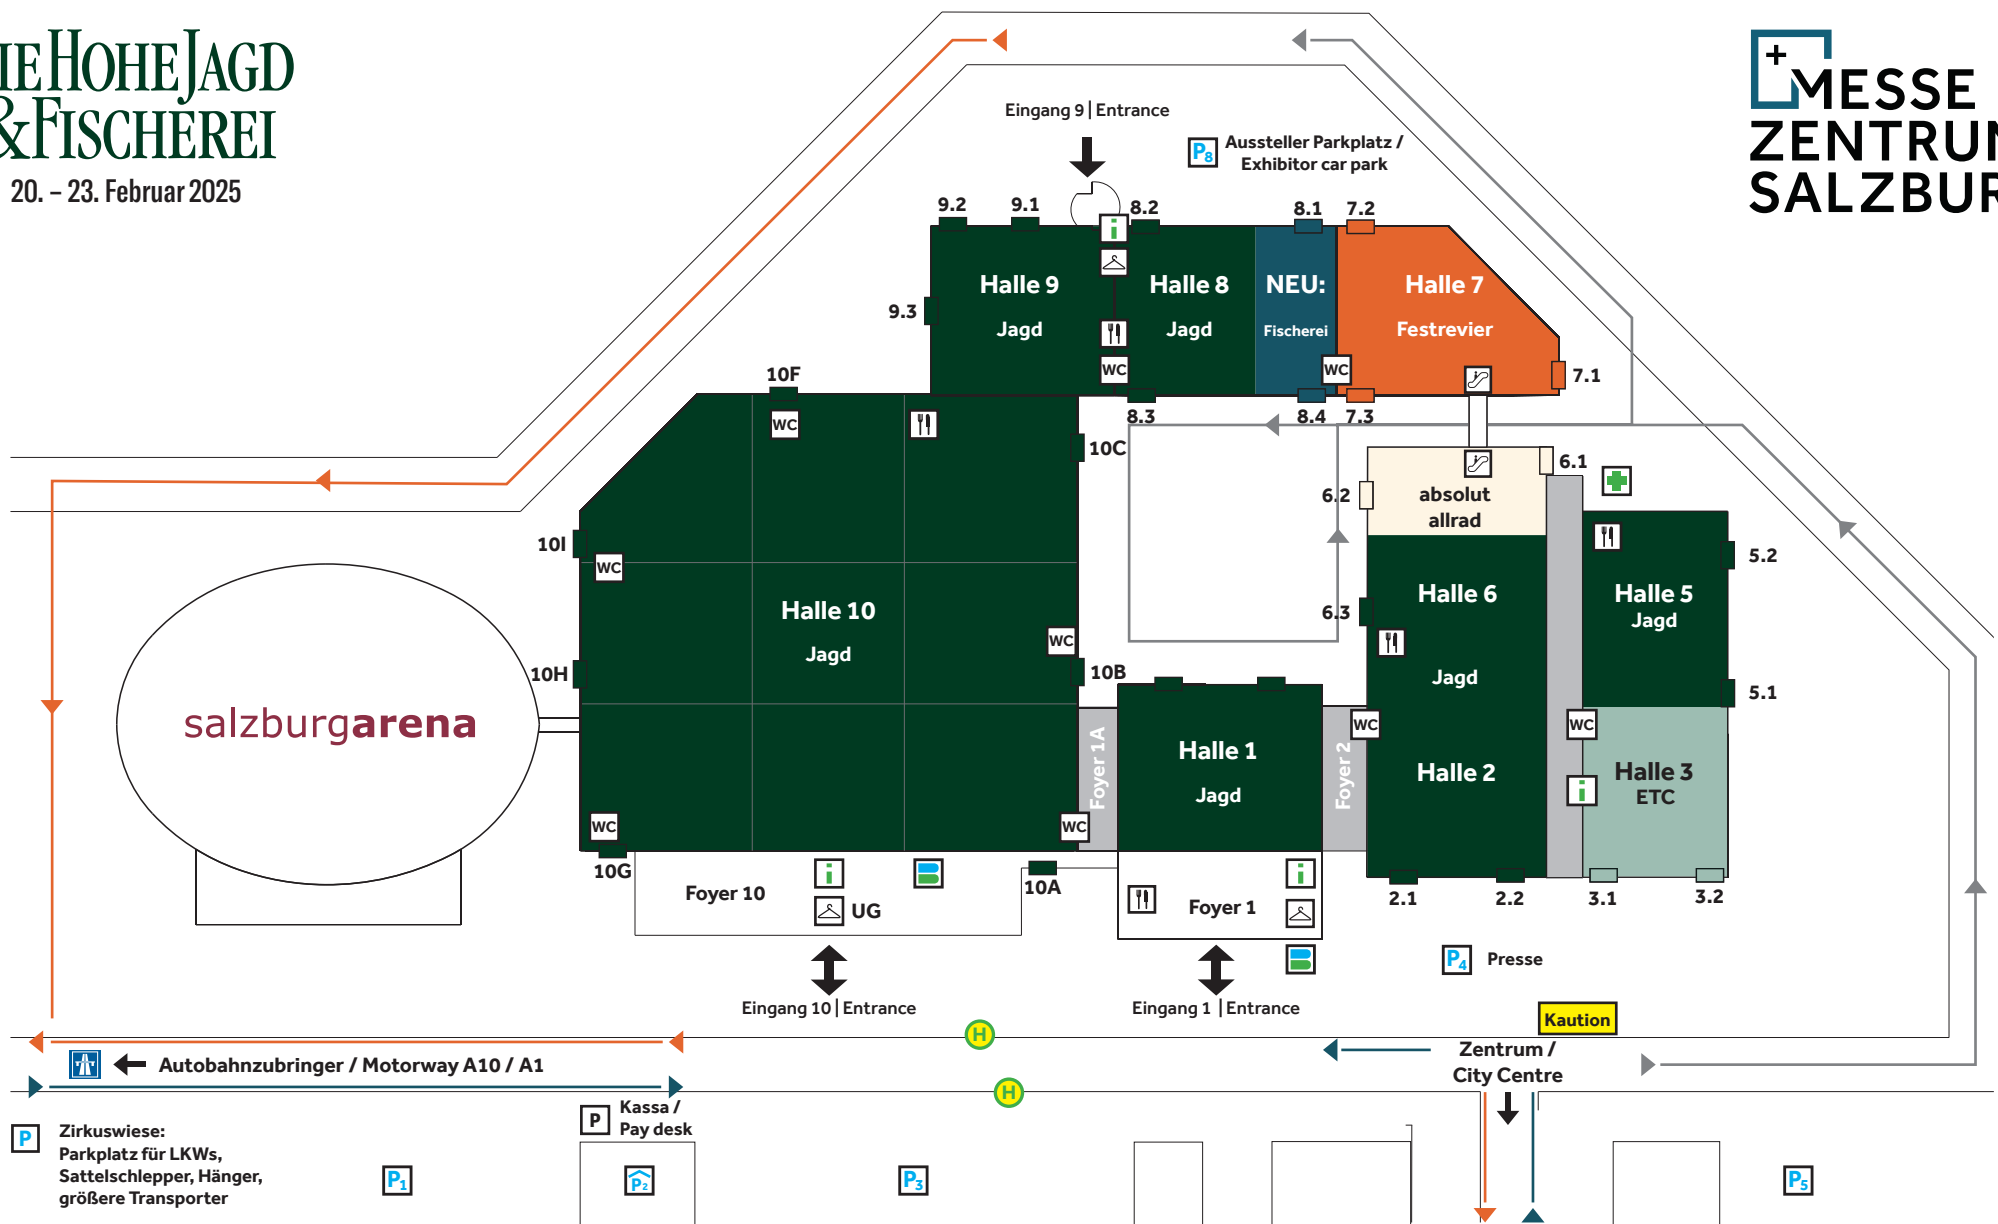 IE HOHE JAGD
& FISCHEREI
20. – 23. Februar 2025
MESSE
ZENTRUM
SALZBUR
Eingang 9 | Entrance
P8
Aussteller Parkplatz /
Exhibitor car park
9.2
9.1
8.2
8.1
7.2
i
Halle 9
Jagd
Halle 8
Jagd
NEU:
Fischerei
Halle 7
Festrevier
9.3
WC
WC
7.1
8.3
8.4
7.3
10F
WC
10C
6.1
6.2
absolut
allrad
10I
WC
5.2
Halle 10
Jagd
Halle 6
Jagd
Halle 5
Jagd
6.3
WC
10H
10B
5.1
salzburgarena
Foyer 1A
Halle 1
Jagd
Foyer 2
WC
Halle 2
WC
Halle 3
ETC
i
WC
WC
10G
10A
2.1
2.2
3.1
3.2
Foyer 10
i
UG
Foyer 1
i
P4
Presse
Eingang 10 | Entrance
Eingang 1 | Entrance
Kaution
H
Autobahnzubringer / Motorway A10 / A1
Zentrum /
City Centre
H
P
Zirkuswiese:
Parkplatz für LKWs,
Sattelschlepper, Hänger,
größere Transporter
P
Kassa /
Pay desk
P1
P2
P3
P5